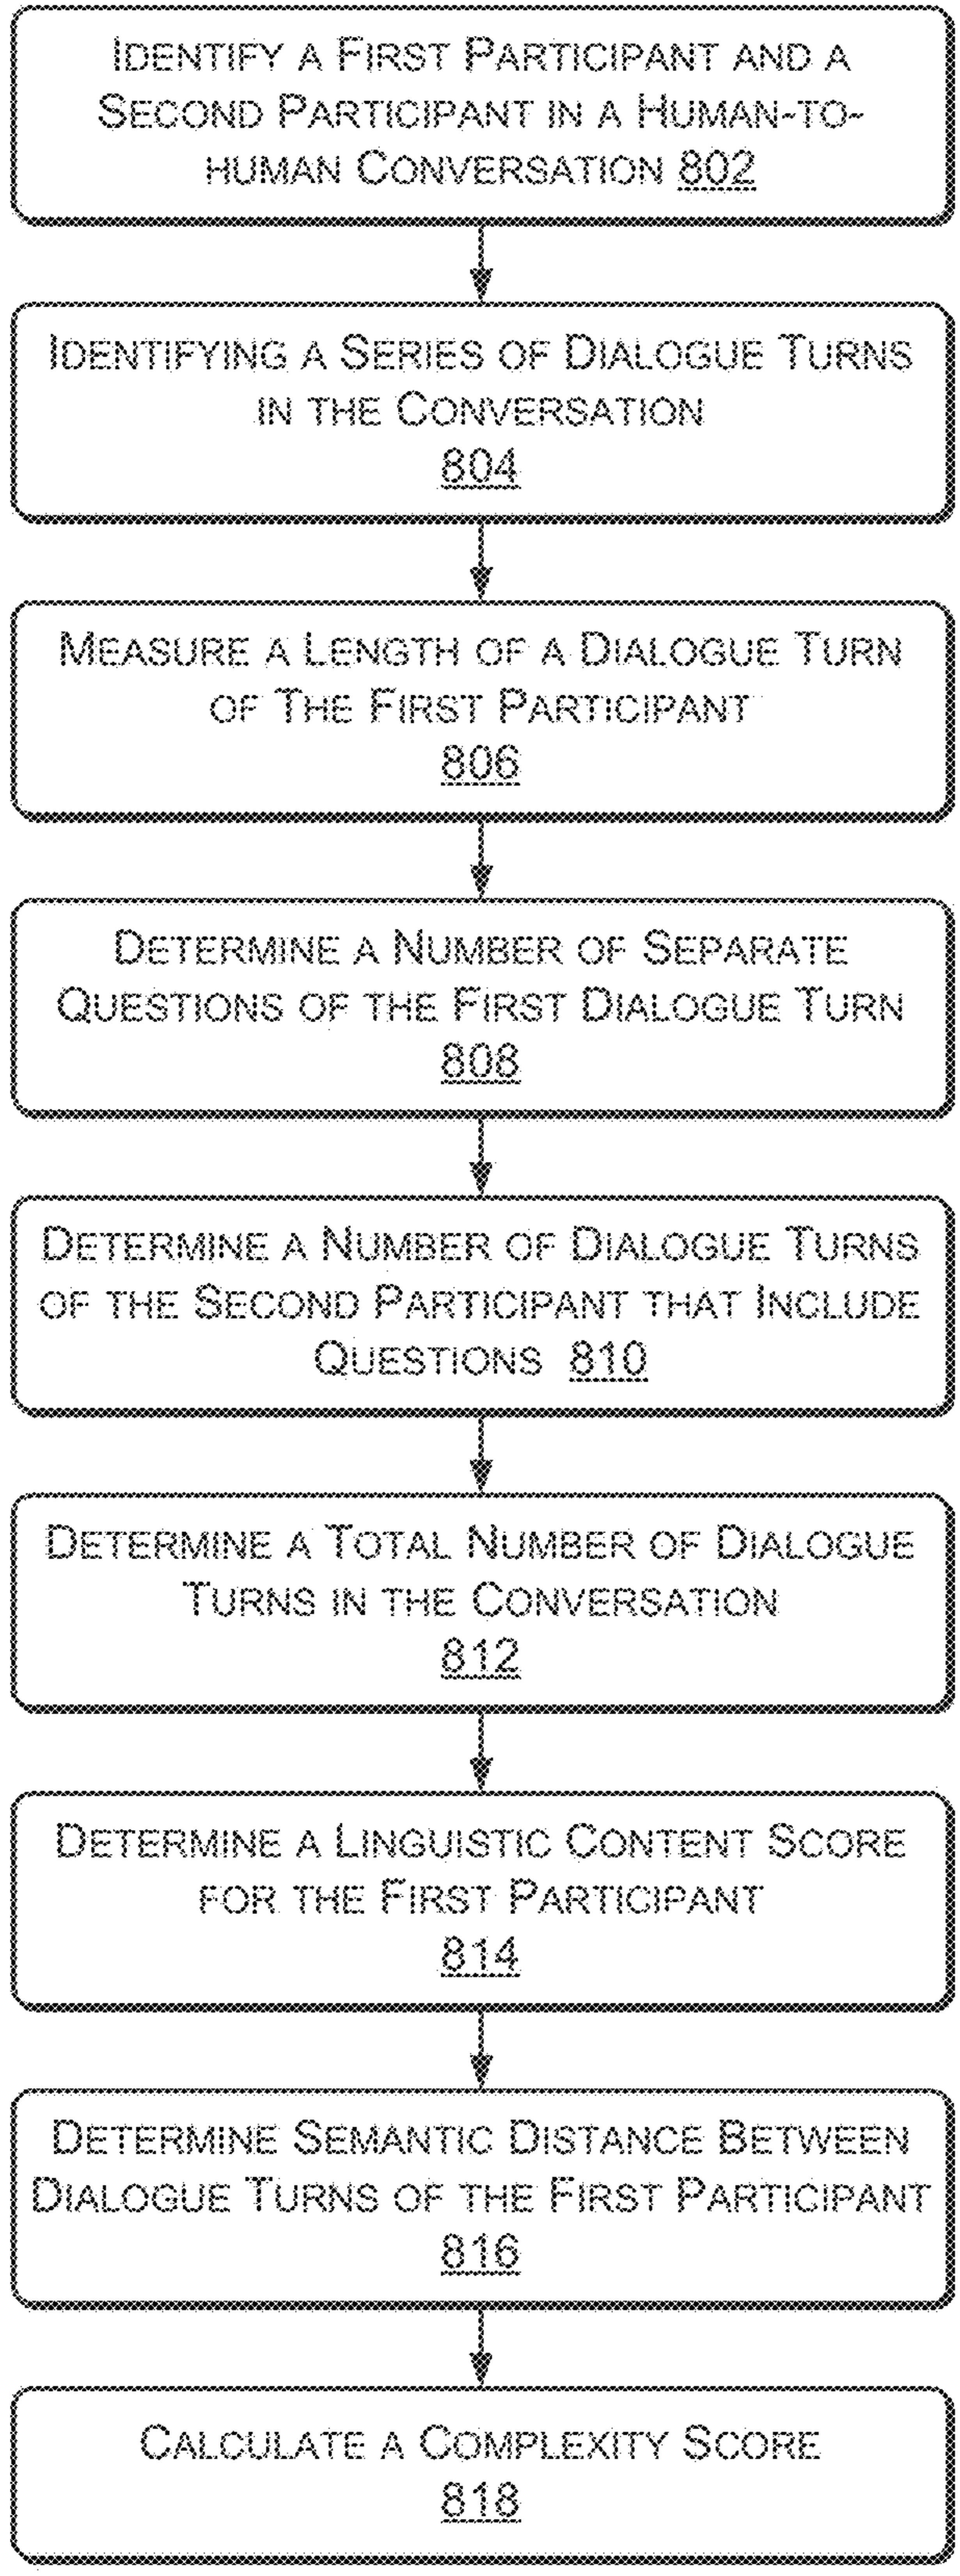 IDENTIFY A FIRST PARTICIPANT AND A
SECOND PARTICIPANT IN A HUMAN-TO-
HUMAN CONVERSATION 802
IDENTIFYING A SERIES OF DIALOGUE TURNS
IN THE CONVERSATION
804
MEASURE A LENGTH OF A DIALOGUE TURN
OF THE FIRST PARTICIPANT
806
DETERMINE A NUMBER OF SEPARATE
QUESTIONS OF THE FIRST DIALOGUE TURN
808
DETERMINE A NUMBER OF DIALOGUE TURNS
OF THE SECOND PARTICIPANT THAT INCLUDE
QUESTIONS 810
DETERMINE A TOTAL NUMBER OF DIALOGUE
TURNS IN THE CONVERSATION
812
DETERMINE A LINGUISTIC CONTENT SCORE
FOR THE FIRST PARTICIPANT
814
DETERMINE SEMANTIC DISTANCE BETWEEN
DIALOGUE TURNS OF THE FIRST PARTICIPANT
816
CALCULATE A COMPLEXITY SCORE
818